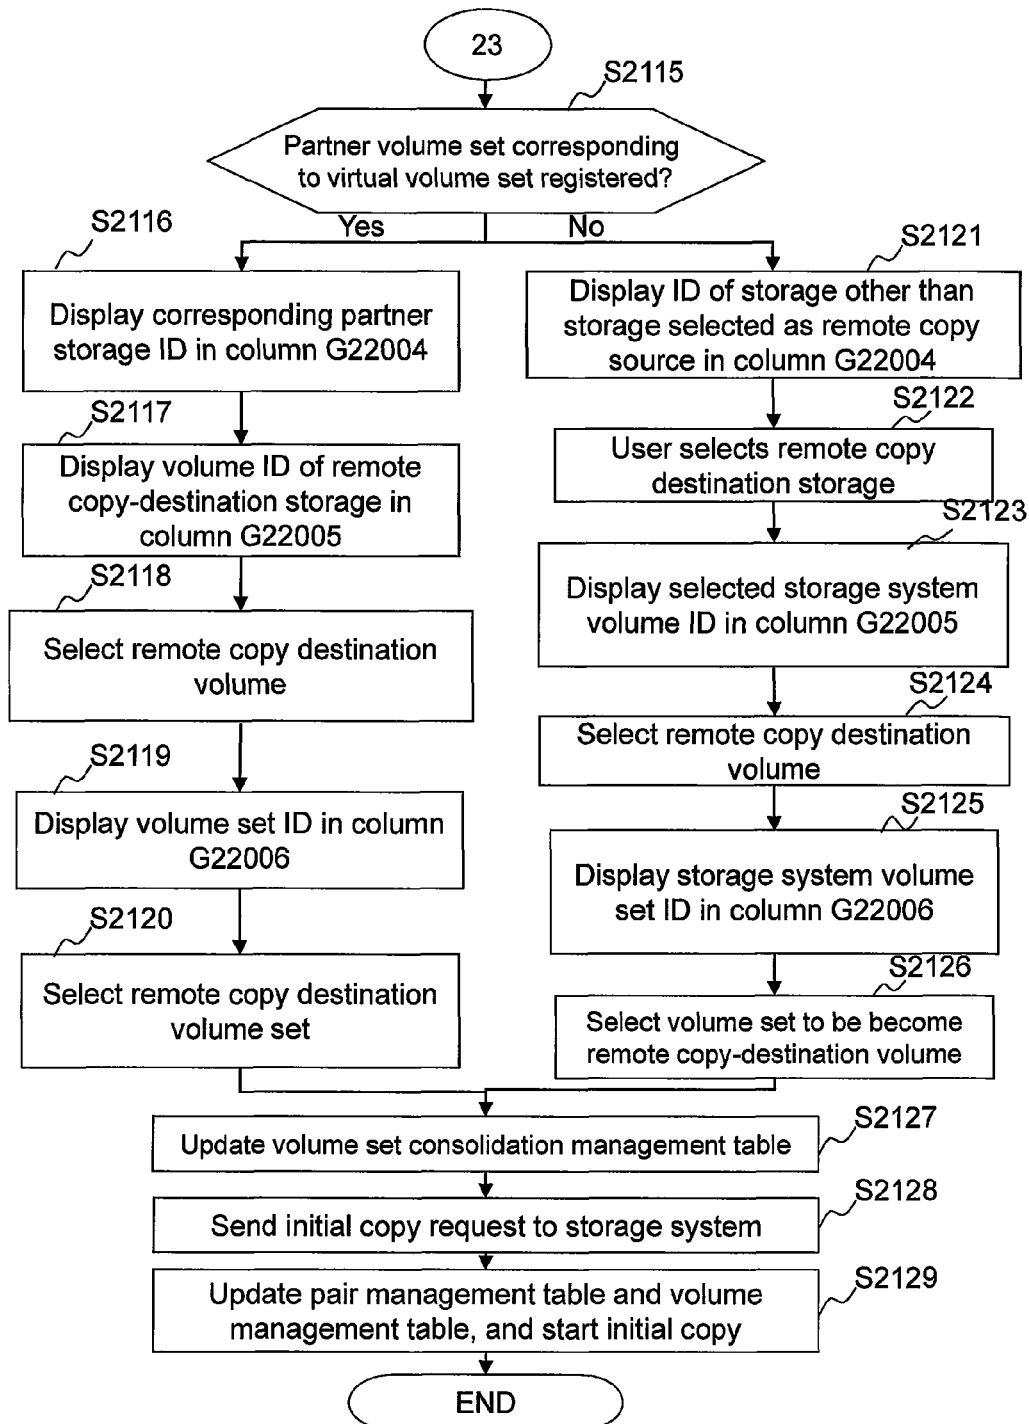 23
S2115
Partner volume set corresponding
to virtual volume set registered?
Yes
No
S2116
Display corresponding partner
storage ID in column G22004
S2117
Display volume ID of remote
copy-destination storage in
column G22005
S2118
Select remote copy destination
volume
S2119
Display volume set ID in column
G22006
S2120
Select remote copy destination
volume set
S2121
Display ID of storage other than
storage selected as remote copy
source in column G22004
S2122
User selects remote copy
destination storage
S2123
Display selected storage system
volume ID in column G22005
S2124
Select remote copy destination
volume
S2125
Display storage system volume
set ID in column G22006
S2126
Select volume set to be become
remote copy-destination volume
S2127
Update volume set consolidation management table
S2128
Send initial copy request to storage system
S2129
Update pair management table and volume
management table, and start initial copy
END